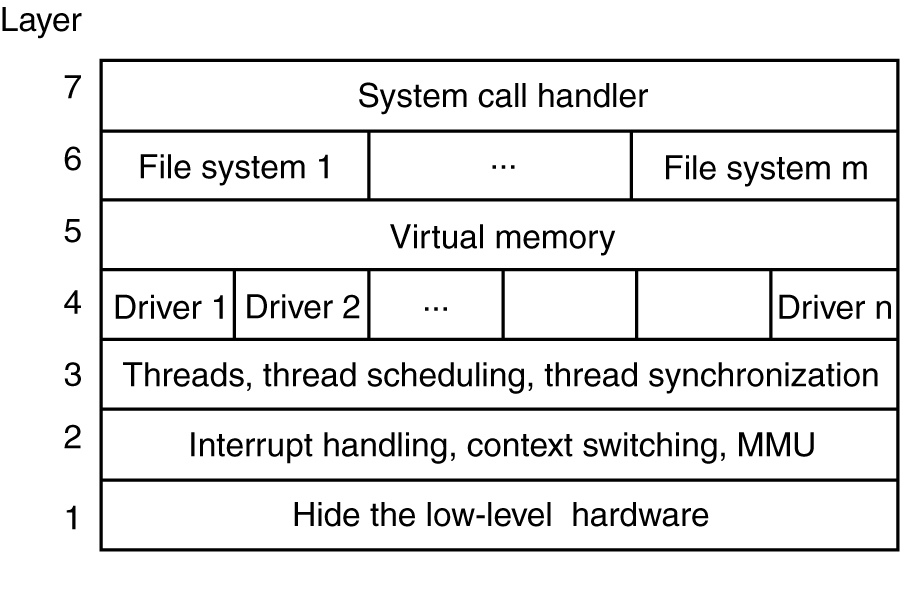 Layer
7 System call handler
6 File system 1 ... File system m
5 Virtual memory
4 Driver 1 Driver 2 ... Driver n
3 Threads, thread scheduling, thread synchronization
2 Interrupt handling, context switching, MMU
1 Hide the low-level hardware